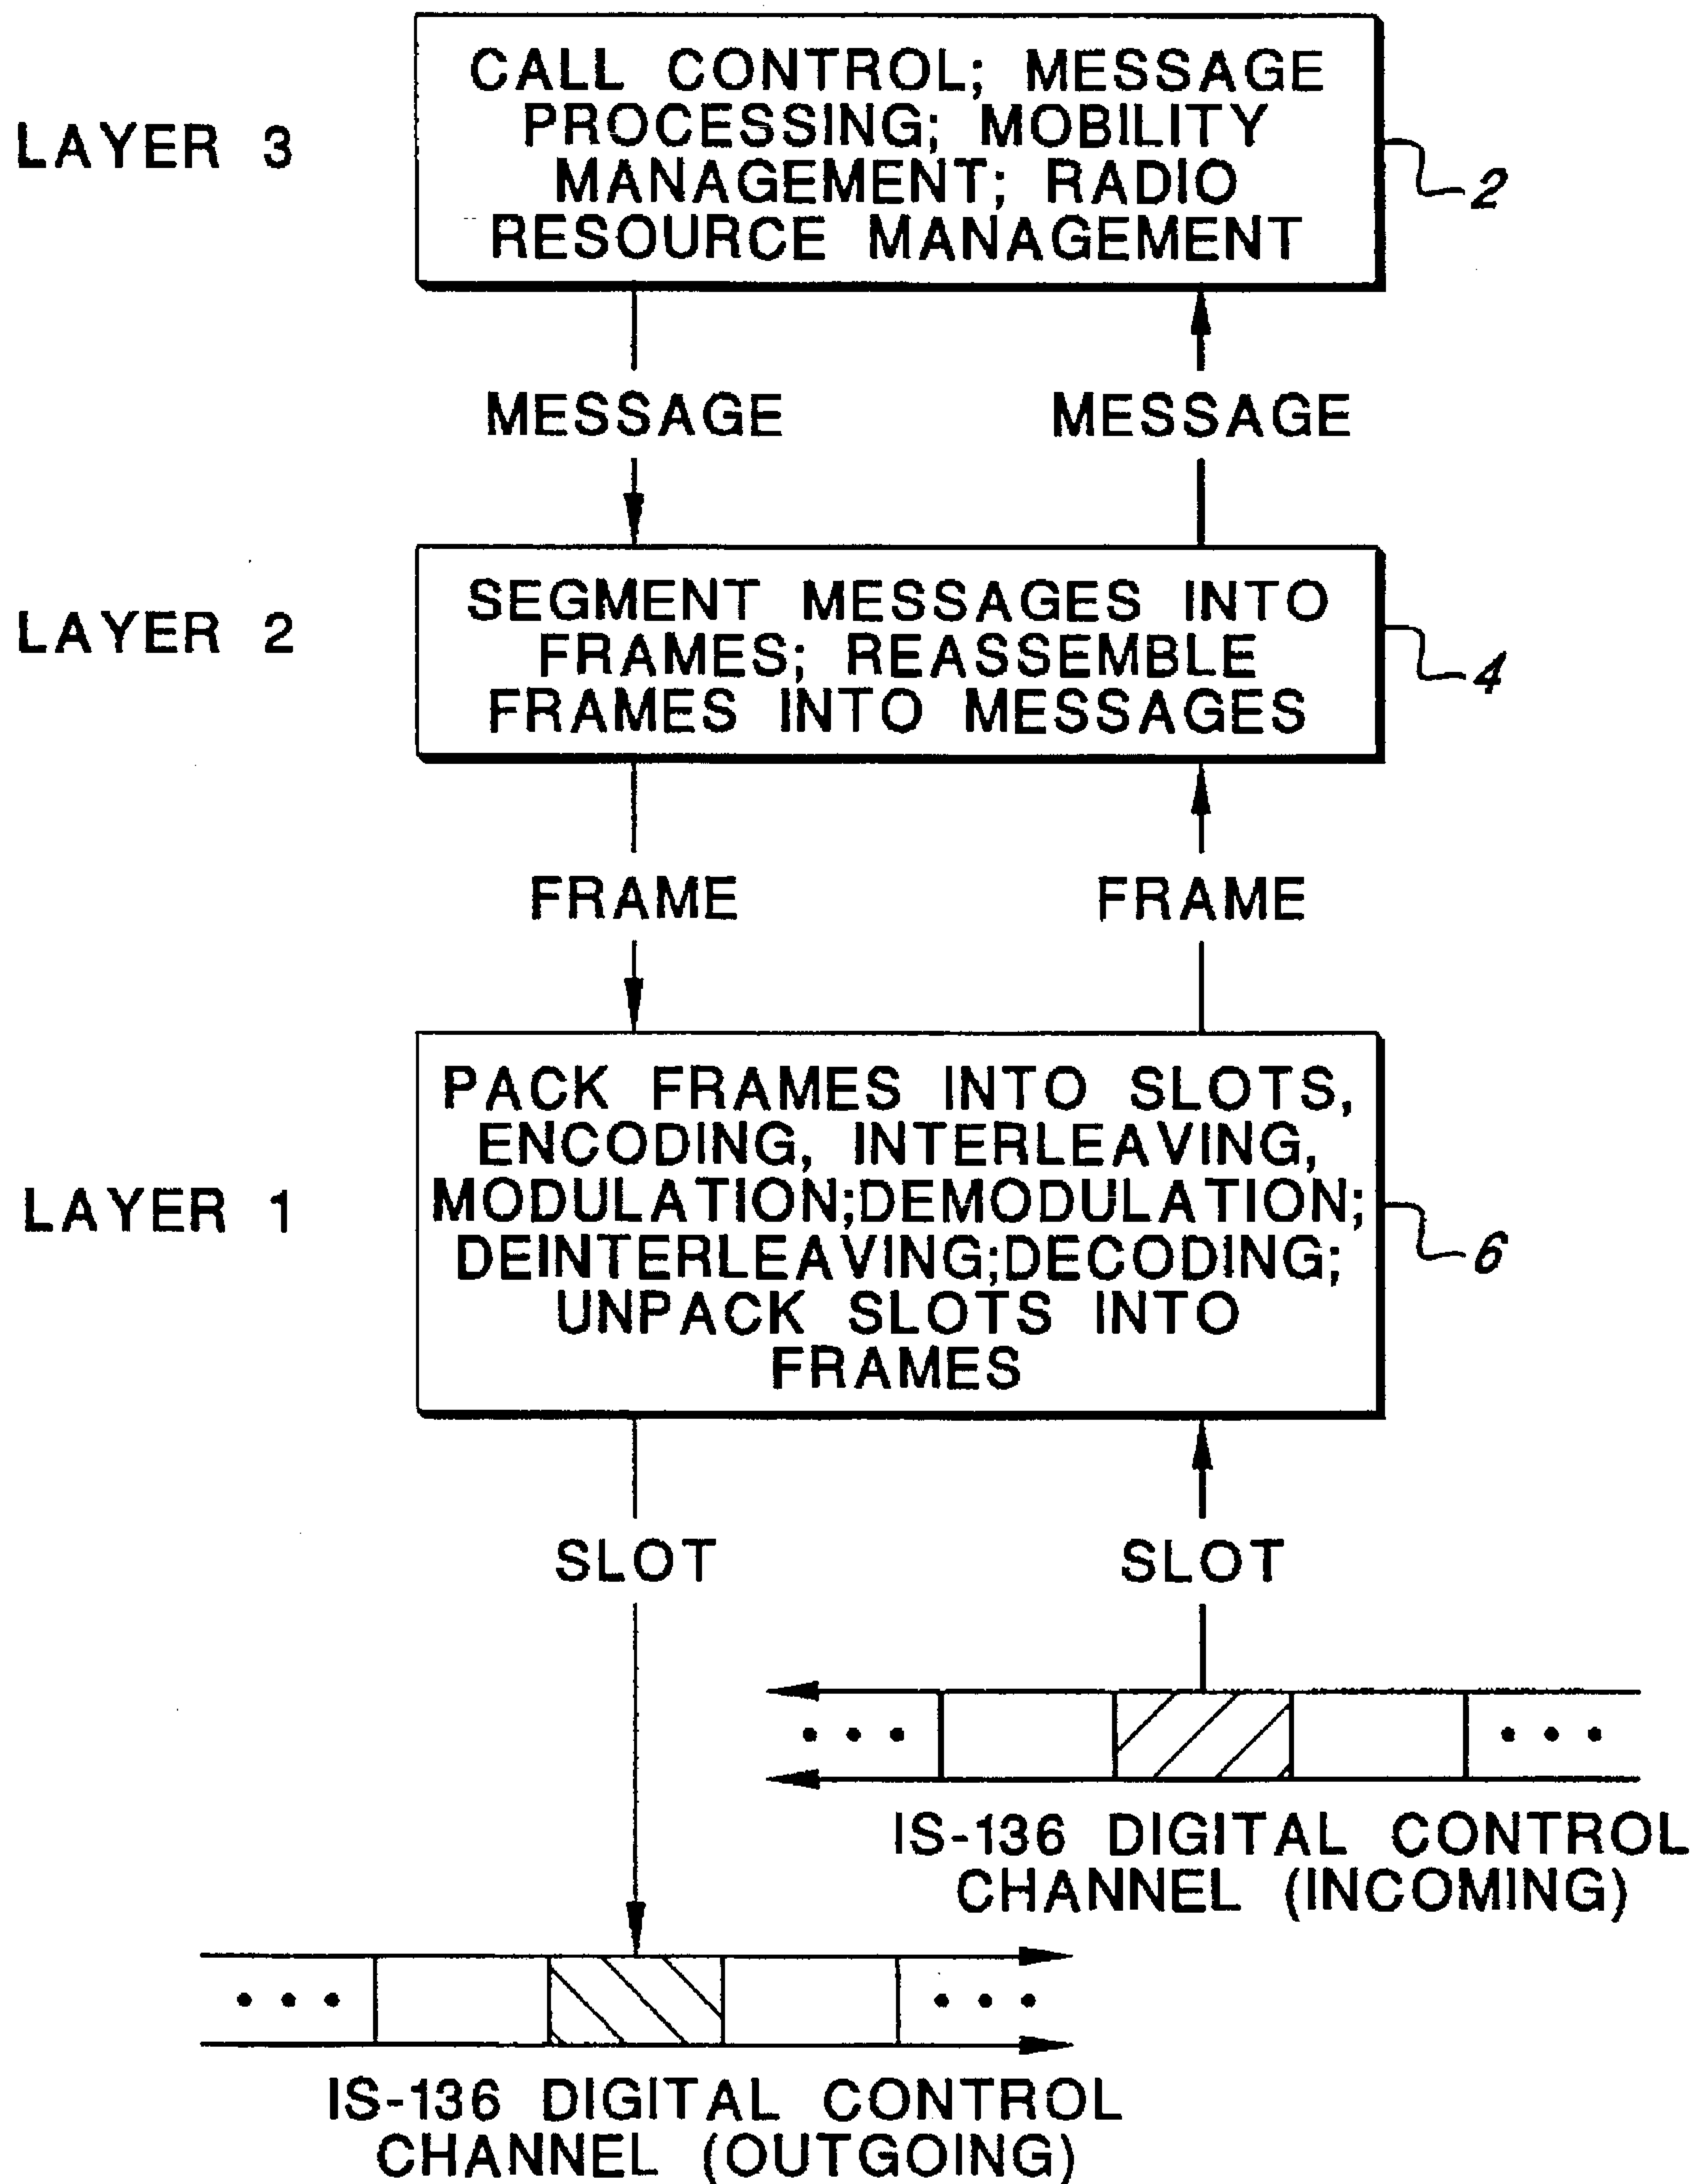 CALL CONTROL; MESSAGE
PROCESSING; MOBILITY
MANAGEMENT; RADIO
RESOURCE MANAGEMENT
LAYER 3
2
MESSAGE
MESSAGE
SEGMENT MESSAGES INTO
FRAMES; REASSEMBLE
FRAMES INTO MESSAGES
LAYER 2
4
FRAME
FRAME
PACK FRAMES INTO SLOTS,
ENCODING, INTERLEAVING,
MODULATION;DEMODULATION;
DEINTERLEAVING;DECODING;
UNPACK SLOTS INTO
FRAMES
LAYER 1
6
SLOT
SLOT
IS-136 DIGITAL CONTROL
CHANNEL (INCOMING)
IS-136 DIGITAL CONTROL
CHANNEL (OUTGOING)